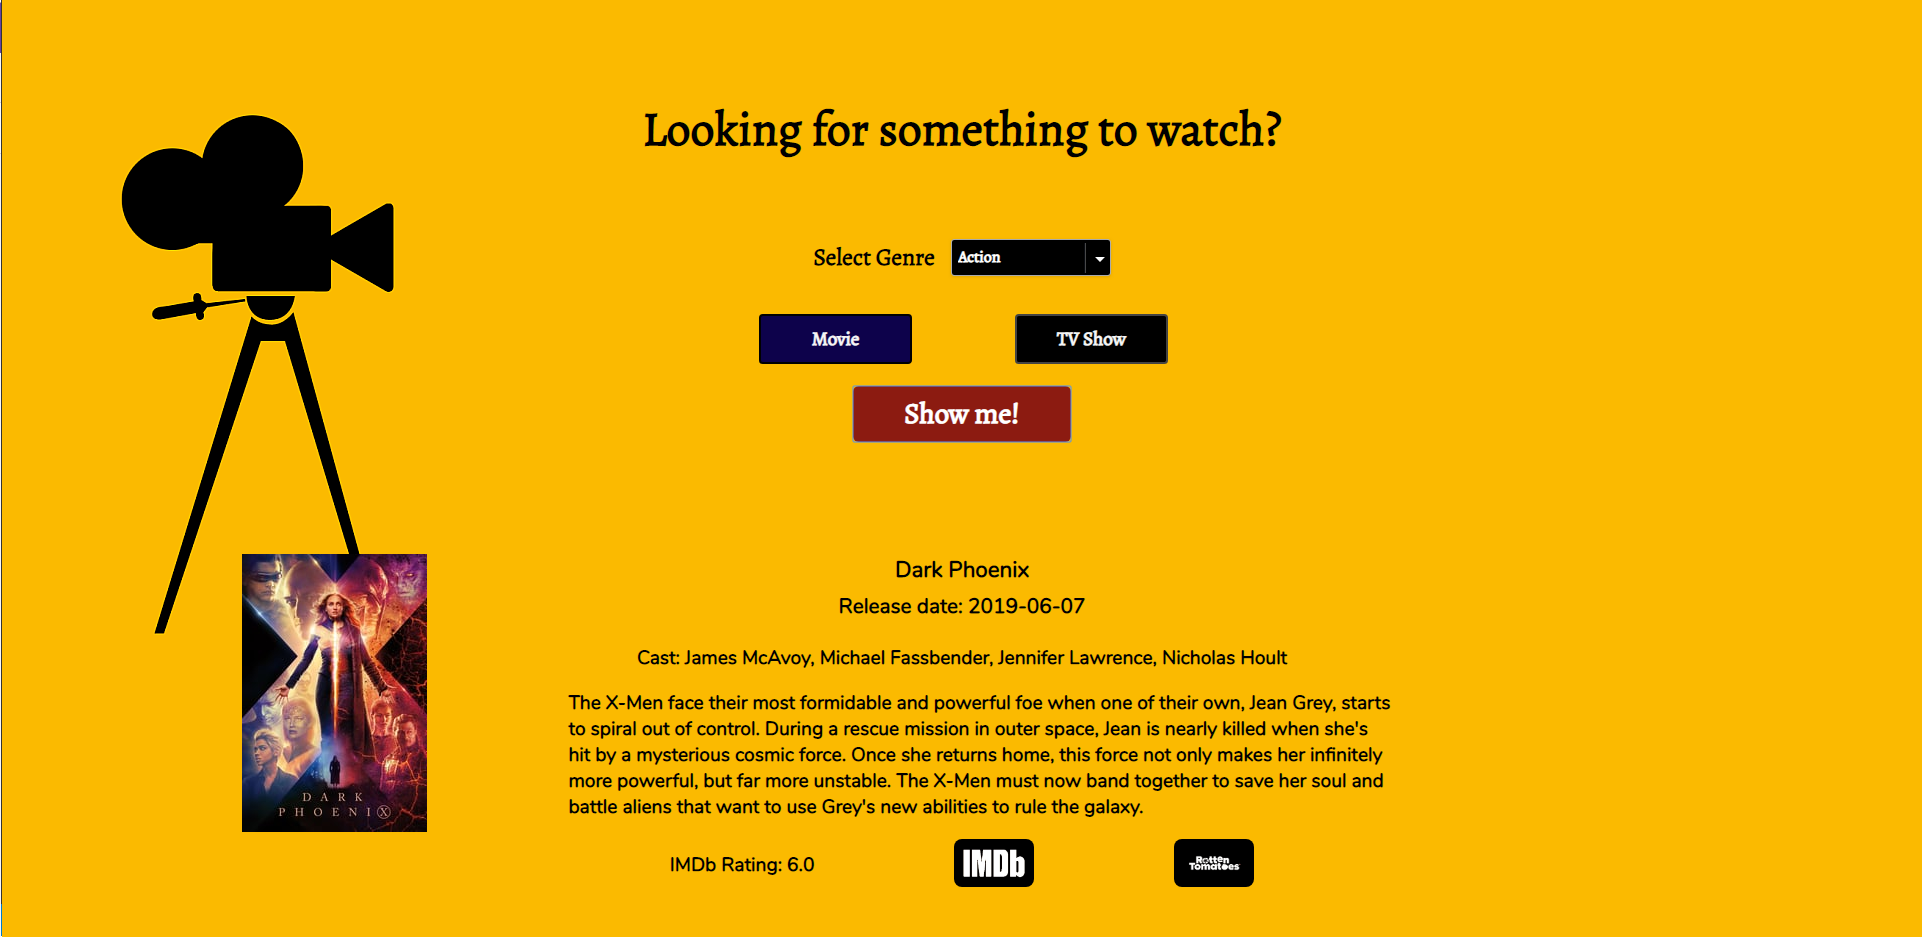 Looking for something to watch?
Select Genre Action
Movie TV Show
Show me!
Dark Phoenix
Release date: 2019-06-07
Cast: James McAvoy, Michael Fassbender, Jennifer Lawrence, Nicholas Hoult
The X-Men face their most formidable and powerful foe when one of their own, Jean Grey, starts
to spiral out of control. During a rescue mission in outer space, Jean is nearly killed when she's
hit by a mysterious cosmic force. Once she returns home, this force not only makes her infinitely
more powerful, but far more unstable. The X-Men must now band together to save her soul and
battle aliens that want to use Grey's new abilities to rule the galaxy.
DARK
PHOENIX
IMDb Rating: 6.0 IMDb Rotten
Tomatoes